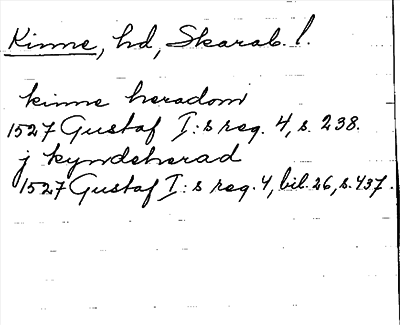 Kinne, hd, Skarab. l.
kinne heradom
1527 Gustaf I:s reg. 4, s. 238.
j kyndeherad
1527 Gustaf I:s reg. 4, bil. 26, s. 437.